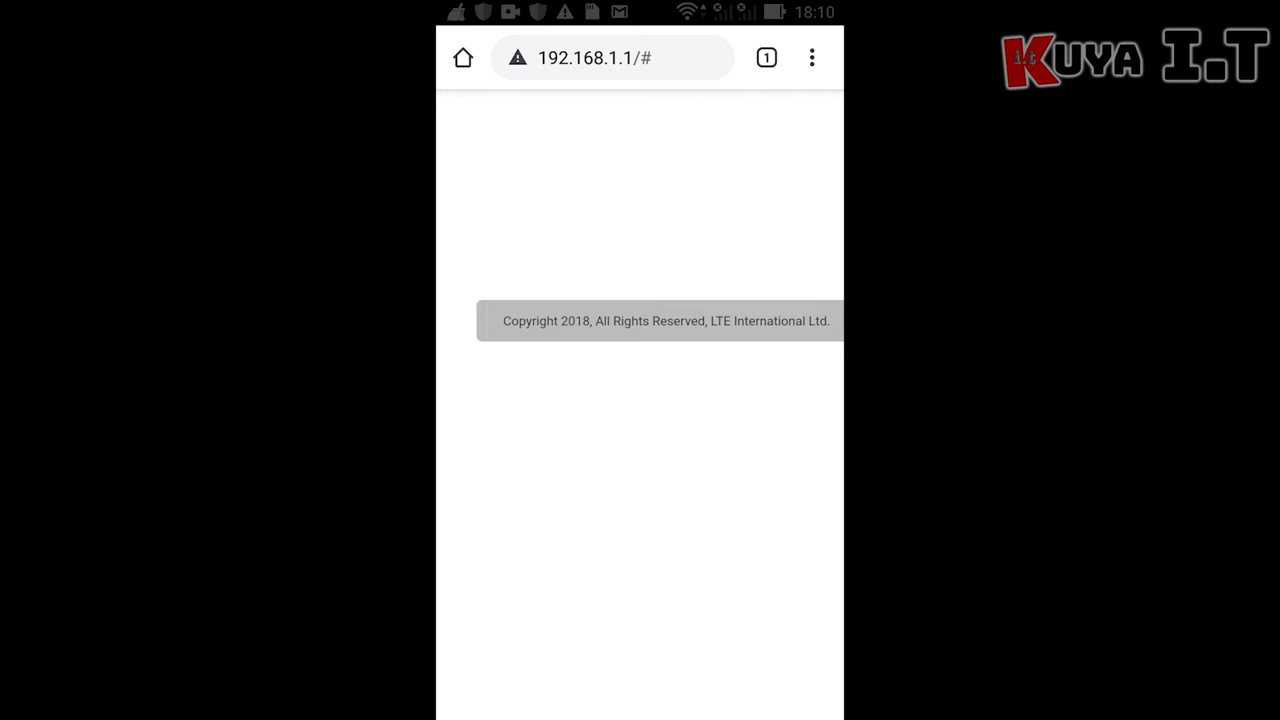 18:10
KUYA I.T
i.t
192.168.1.1/#
1
Copyright 2018, All Rights Reserved, LTE International Ltd.